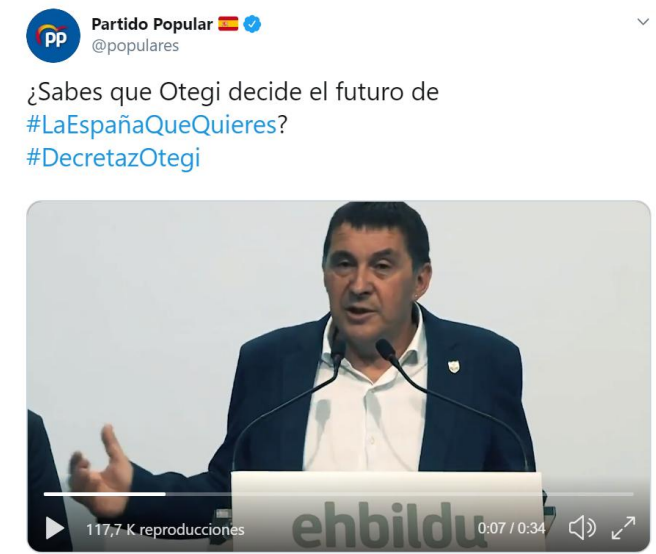 pp
Partido Popular
@populares
¿Sabes que Otegi decide el futuro de
#LaEspañaQueQuieres?
#DecretazOtegi
ehbildu
117,7 K reproducciones
0:07 / 0:34